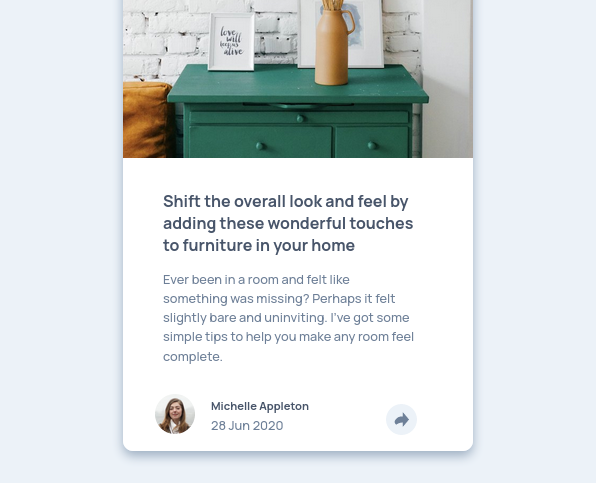 love
will
begins
alive
Shift the overall look and feel by
adding these wonderful touches
to furniture in your home
Ever been in a room and felt like
something was missing? Perhaps it felt
slightly bare and uninviting. I've got some
simple tips to help you make any room feel
complete.
Michelle Appleton
28 Jun 2020